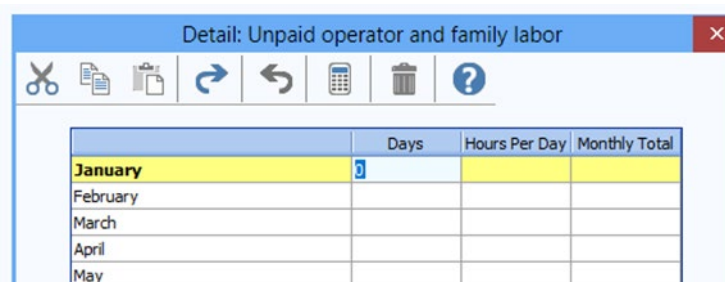 Detail: Unpaid operator and family labor
Days Hours Per Day Monthly Total
January 0
February
March
April
May